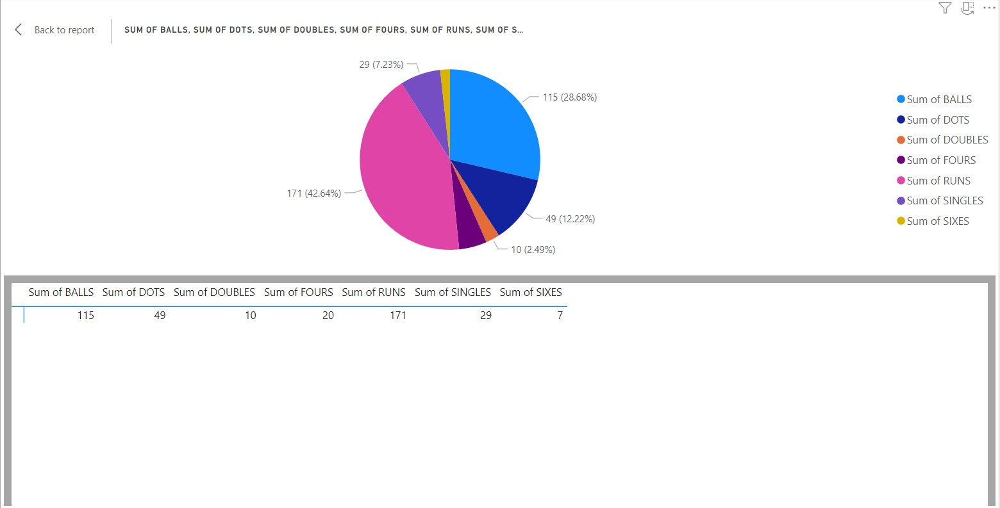 Back to report
SUM OF BALLS, SUM OF DOTS, SUM OF DOUBLES, SUM OF FOURS, SUM OF RUNS, SUM OF S...
29 (7.23%)
115 (28.68%)
171 (42.64%)
49 (12.22%)
10 (2.49%)
Sum of BALLS
Sum of DOTS
Sum of DOUBLES
Sum of FOURS
Sum of RUNS
Sum of SINGLES
Sum of SIXES
Sum of BALLS Sum of DOTS Sum of DOUBLES Sum of FOURS Sum of RUNS Sum of SINGLES Sum of SIXES
115 49 10 20 171 29 7